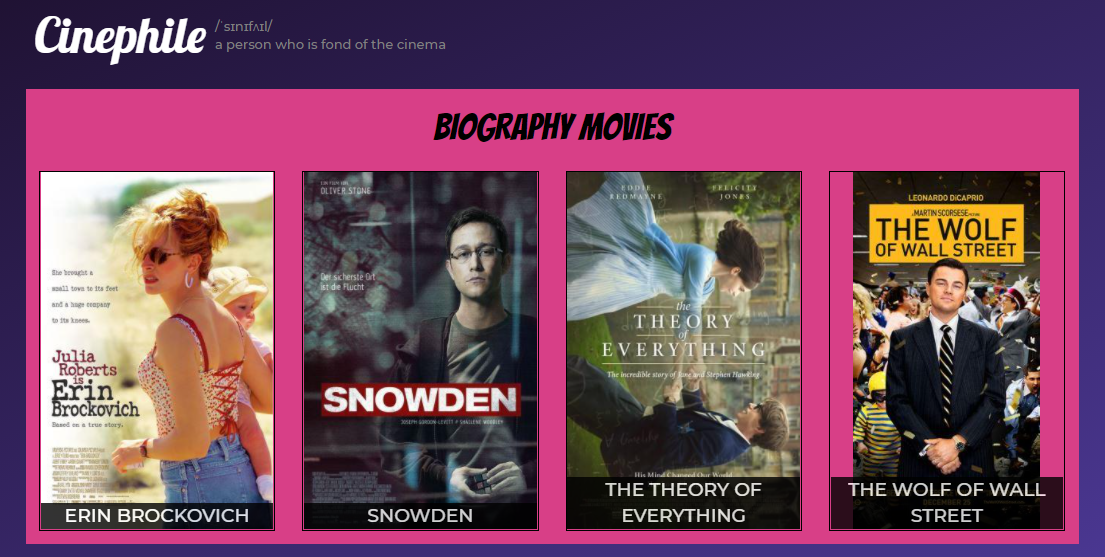 Cinephile
/ˈsɪnɪfʌɪl/
a person who is fond of the cinema
BIOGRAPHY MOVIES
She brought a
small town to its feet
and a huge company
to its knees.
Julia
Roberts
is
Erin
Brockovich
Based on a true story.
ERIN BROCKOVICH
EIN FILM VON
OLIVER STONE
Der sicherste Ort
ist die Flucht
SNOWDEN
JOSEPH GORDON-LEVITT // SHAILENE WOODLEY
SNOWDEN
EDDIE REDMAYNE
FELICITY JONES
the
THEORY
of
EVERYTHING
The incredible story of Jane and Stephen Hawking
His Mind Changed Our World
THE THEORY OF
EVERYTHING
LEONARDO DiCAPRIO
A MARTIN SCORSESE PICTURE
THE WOLF
OF WALL STREET
THE WOLF OF WALL
STREET